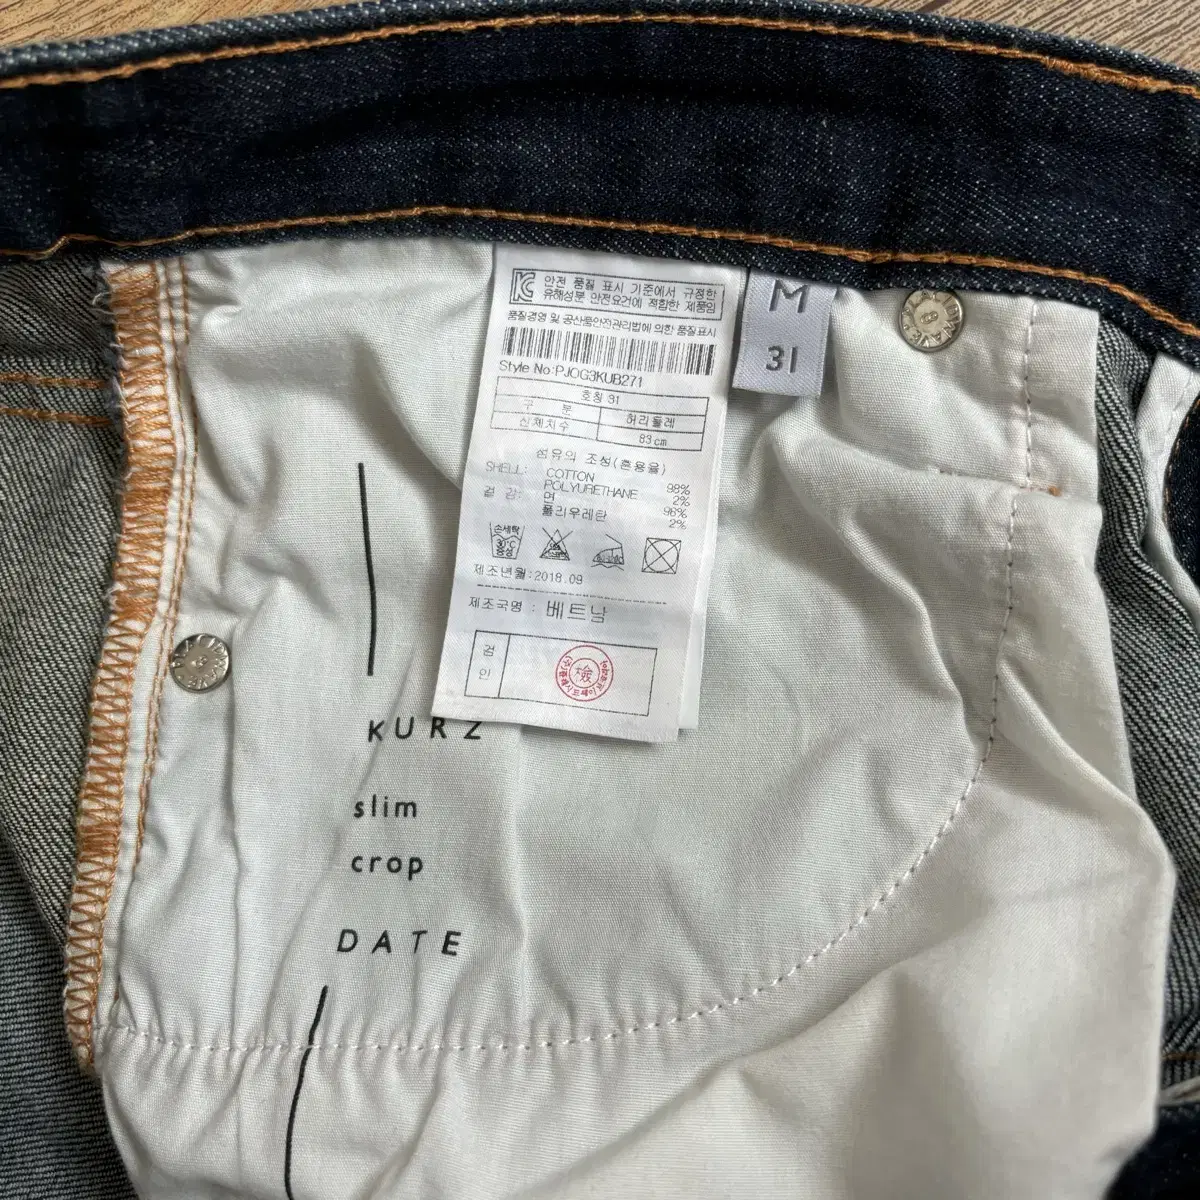 안전 품질 표시 기준에서 규정한
유해성분 안전요건에 적합한 제품임
품질경영 및 공산품안전관리법에 의한 품질표시
Style No:PJOG3KUB271
호칭 31
구 분 허리둘레
신체치수 83cm
섬유의 조성(혼용율)
SHELL: COTTON 98%
POLYURETHANE 2%
겉 감: 면 98%
폴리우레탄 2%
손세탁
제조년월:2018.09
제조국명 : 베트남
검
인
M
31
KURZ
slim
crop
DATE